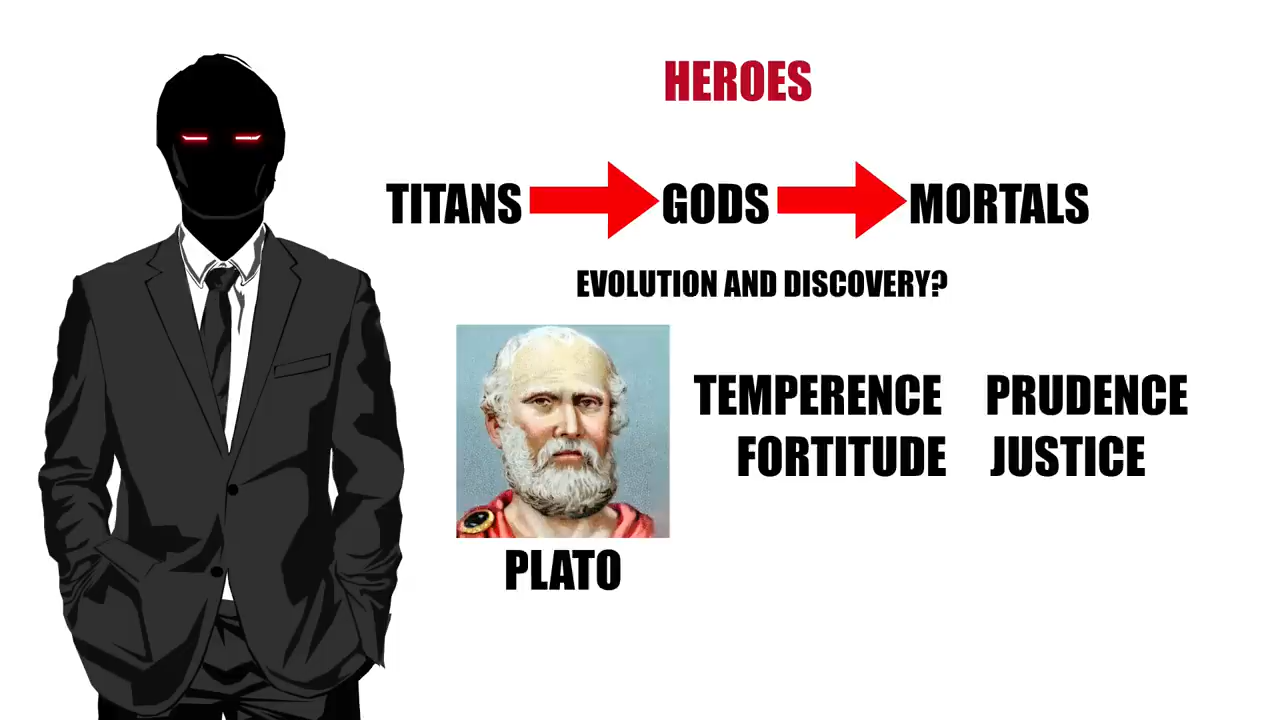 HEROES
TITANS GODS MORTALS
EVOLUTION AND DISCOVERY?
TEMPERENCE PRUDENCE
FORTITUDE JUSTICE
PLATO